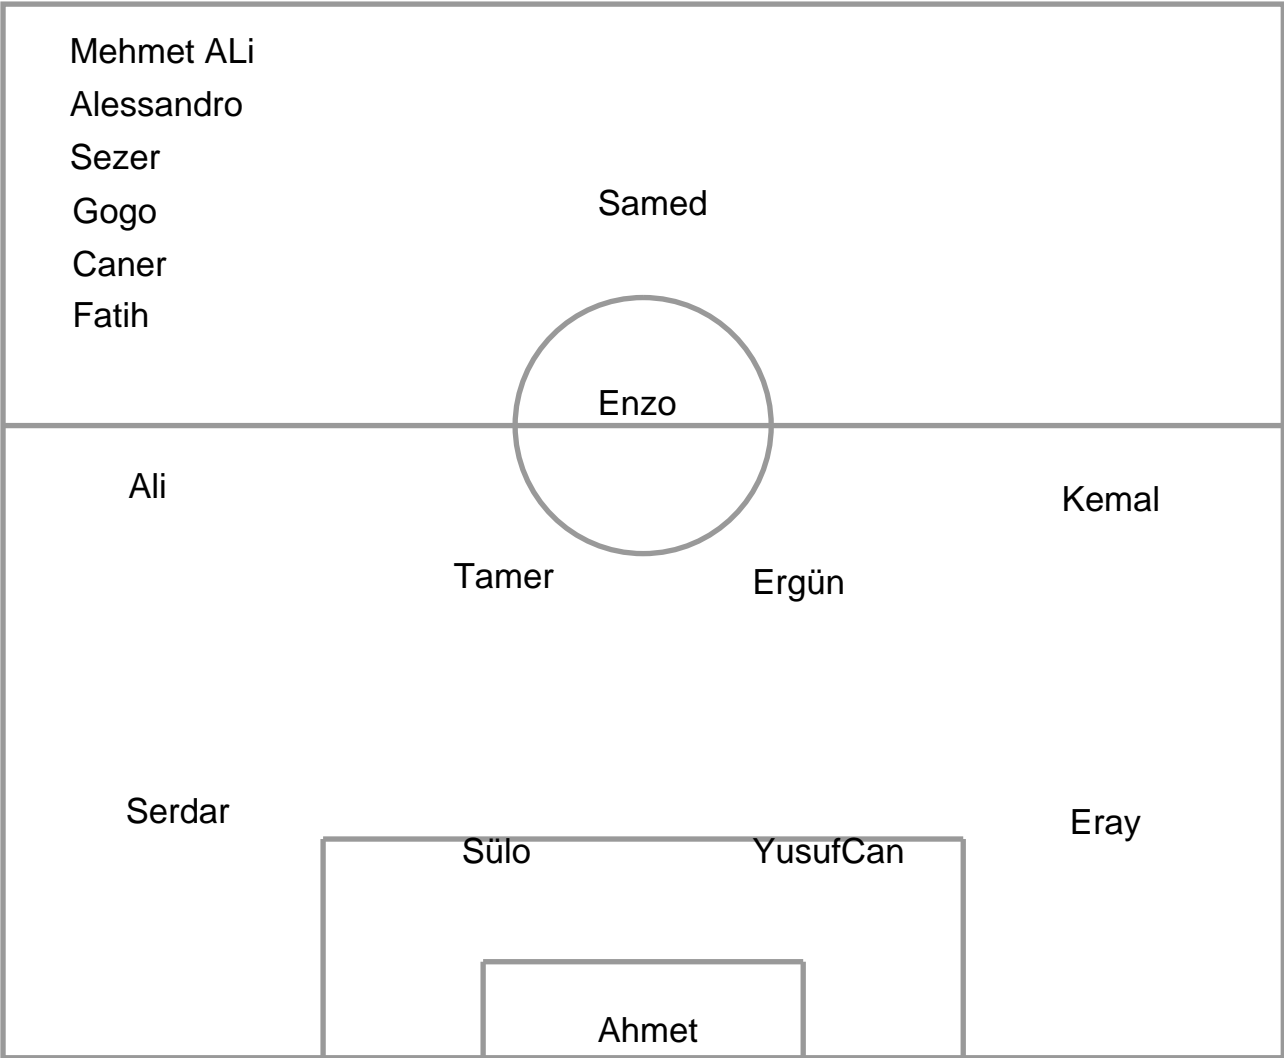 Mehmet ALi
Alessandro
Sezer
Gogo
Samed
Caner
Fatih
Enzo
Ali
Kemal
Tamer
Ergün
Serdar
Eray
Sülo
YusufCan
Ahmet